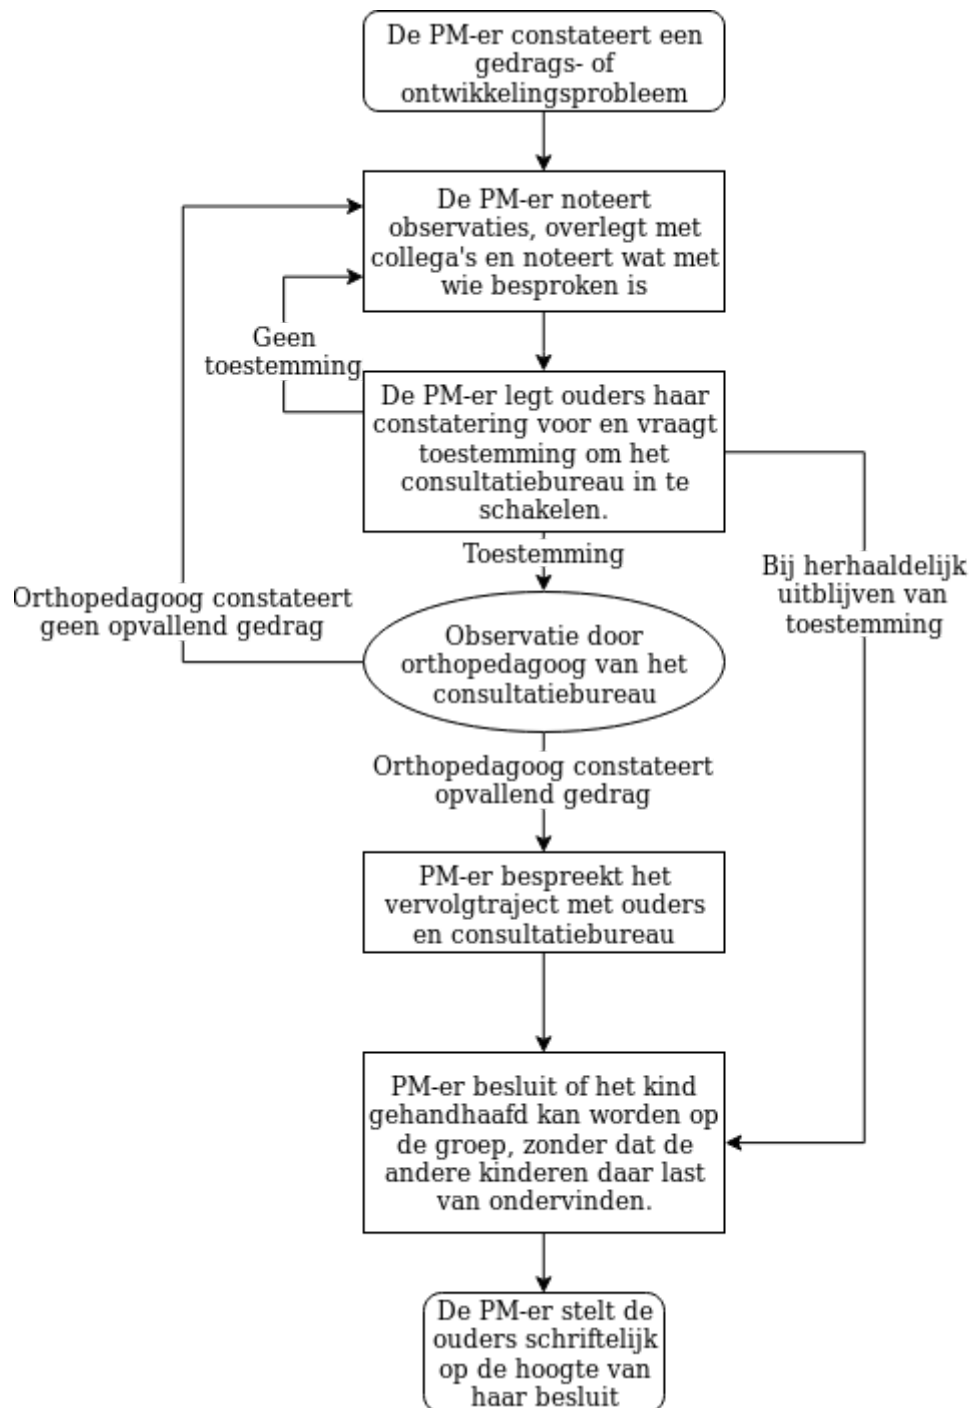 De PM-er constateert een
gedrags- of
ontwikkelingsprobleem
De PM-er noteert
observaties, overlegt met
collega's en noteert wat met
wie besproken is
Geen
toestemming
De PM-er legt ouders haar
constatering voor en vraagt
toestemming om het
consultatiebureau in te
schakelen.
Toestemming
Bij herhaaldelijk
uitblijven van
toestemming
Orthopedagoog constateert
geen opvallend gedrag
Observatie door
orthopedagoog van het
consultatiebureau
Orthopedagoog constateert
opvallend gedrag
PM-er bespreekt het
vervolgtraject met ouders
en consultatiebureau
PM-er besluit of het kind
gehandhaafd kan worden op
de groep, zonder dat de
andere kinderen daar last
van ondervinden.
De PM-er stelt de
ouders schriftelijk
op de hoogte van
haar besluit